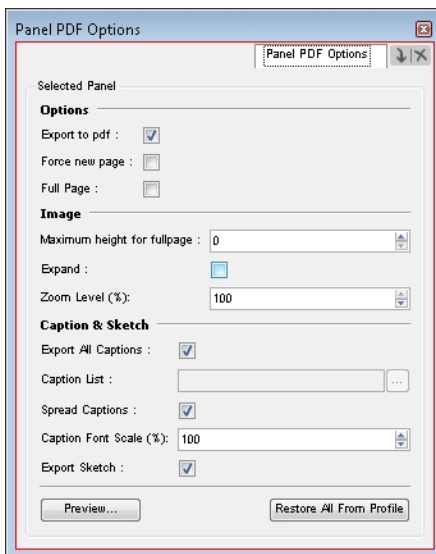 Panel PDF Options
Panel PDF Options
Selected Panel
Options
Export to pdf :
Force new page :
Full Page :
Image
Maximum height for fullpage : 0
Expand :
Zoom Level (%): 100
Caption & Sketch
Export All Captions :
Caption List : ...
Spread Captions :
Caption Font Scale (%): 100
Export Sketch :
Preview... Restore All From Profile